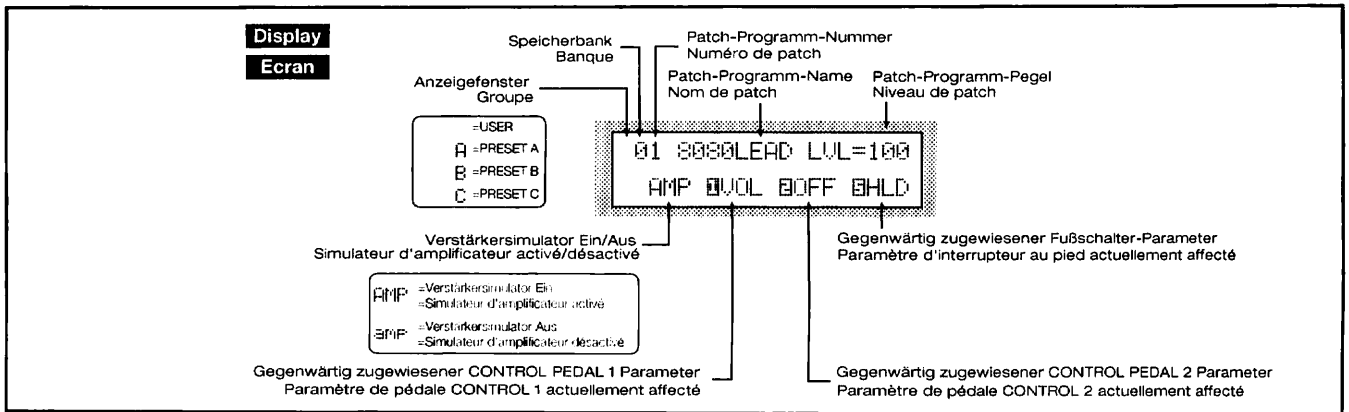 Display
Ecran
Speicherbank
Banque
Patch-Programm-Nummer
Numéro de patch
Anzeigefenster
Groupe
Patch-Programm-Name
Nom de patch
Patch-Programm-Pegel
Niveau de patch
=USER
A =PRESET A
B =PRESET B
C =PRESET C
01 8080LEAD LVL=100
AMP 1VOL 2OFF SHLD
Verstärkersimulator Ein/Aus
Simulateur d'amplificateur activé/désactivé
Gegenwärtig zugewiesener Fußschalter-Parameter
Paramètre d'interrupteur au pied actuellement affecté
AMP =Verstärkersimulator Ein
=Simulateur d'amplificateur activé
aMP =Verstärkersimulator Aus
=Simulateur d'amplificateur désactivé
Gegenwärtig zugewiesener CONTROL PEDAL 1 Parameter
Paramètre de pédale CONTROL 1 actuellement affecté
Gegenwärtig zugewiesener CONTROL PEDAL 2 Parameter
Paramètre de pédale CONTROL 2 actuellement affecté